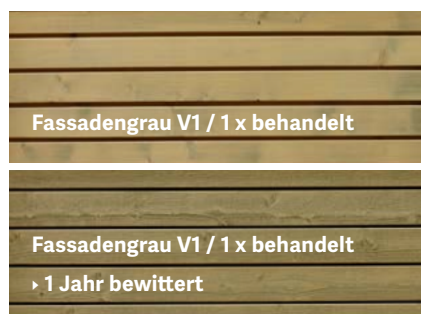 Fassadengrau V1 / 1 x behandelt
Fassadengrau V1 / 1 x behandelt
‣ 1 Jahr bewittert